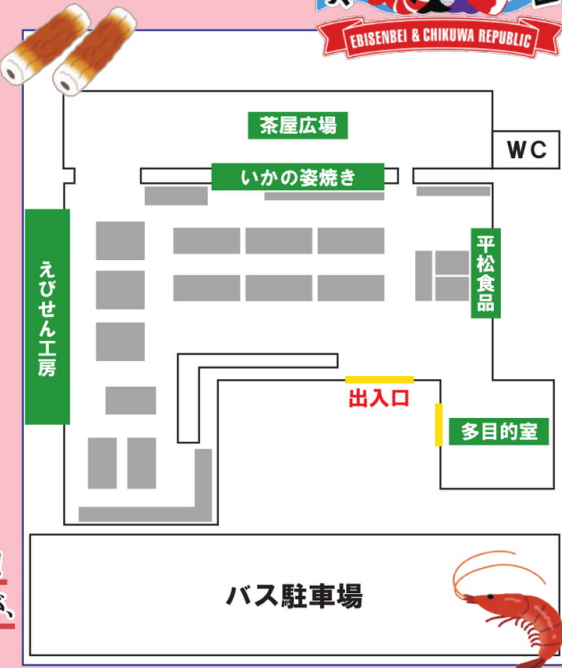 EBISENBEI & CHIKUWA REPUBLIC
茶屋広場
WC
いかの姿焼き
えびせん工房
平松食品
出入口
多目的室
バス駐車場